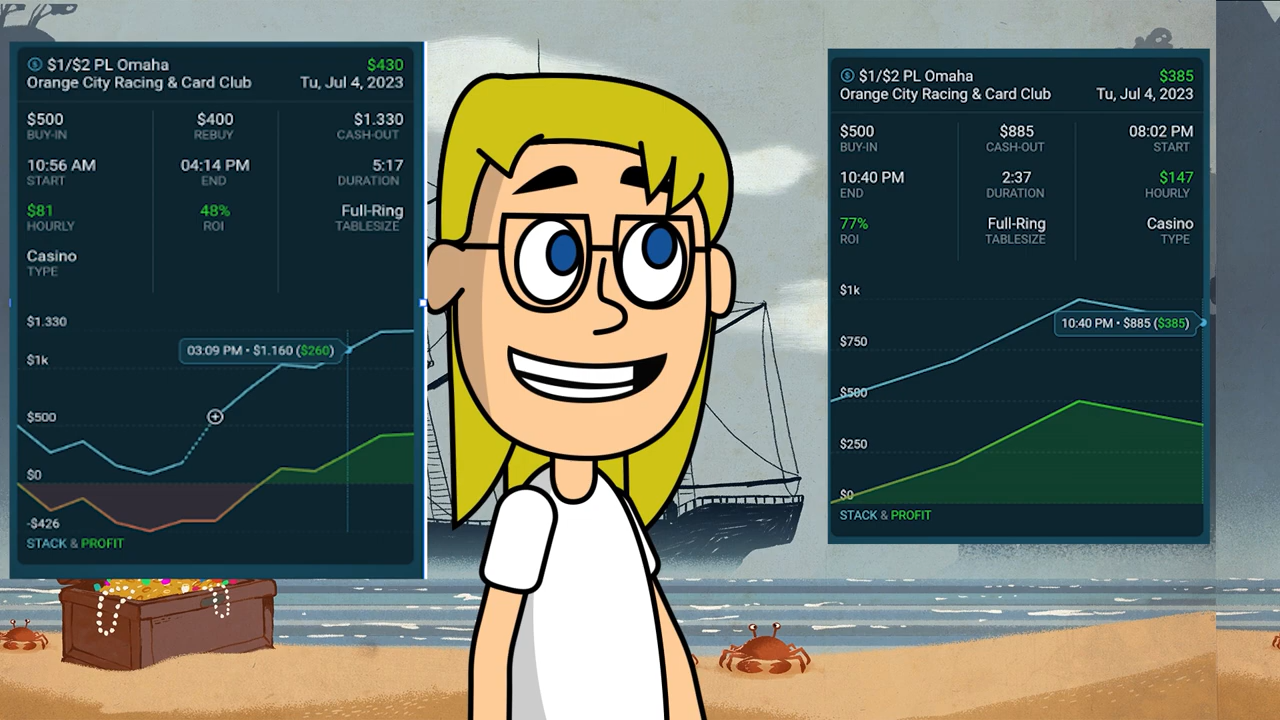 $1/$2 PL Omaha $430
Orange City Racing & Card Club Tu, Jul 4, 2023
$500 $400 $1.330
BUY-IN REBUY CASH-OUT
10:56 AM 04:14 PM 5:17
START END DURATION
$81 48% Full-Ring
HOURLY ROI TABLESIZE
Casino
TYPE
$1.330
03:09 PM • $1.160 ($260)
$1k
$500
$0
-$426
STACK & PROFIT
$1/$2 PL Omaha $385
Orange City Racing & Card Club Tu, Jul 4, 2023
$500 $885 08:02 PM
BUY-IN CASH-OUT START
10:40 PM 2:37 $147
END DURATION HOURLY
77% Full-Ring Casino
ROI TABLESIZE TYPE
$1k
10:40 PM • $885 ($385)
$750
$500
$250
$0
STACK & PROFIT